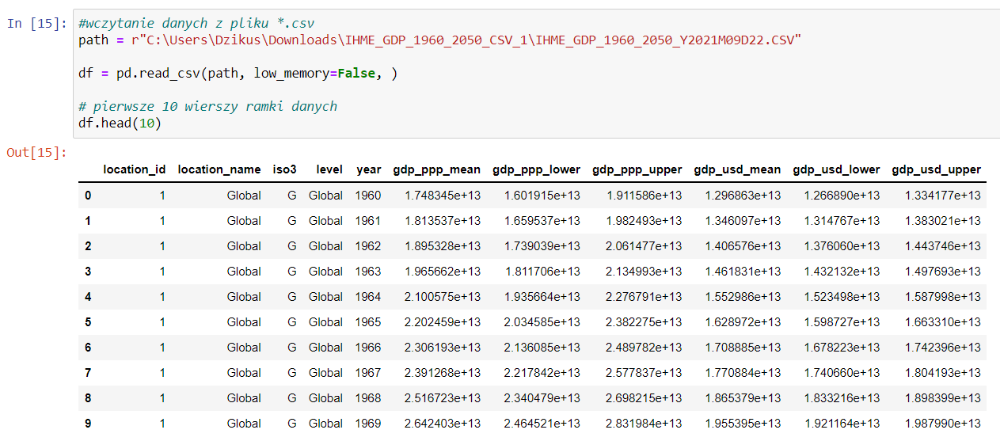 In [15]: #wczytanie danych z pliku *.csv
path = r"C:\Users\Dzikus\Downloads\IHME_GDP_1960_2050_CSV_1\IHME_GDP_1960_2050_Y2021M09D22.CSV"
df = pd.read_csv(path, low_memory=False, )
# pierwsze 10 wierszy ramki danych
df.head(10)
Out[15]:
location_id location_name iso3 level year gdp_ppp_mean gdp_ppp_lower gdp_ppp_upper gdp_usd_mean gdp_usd_lower gdp_usd_upper
0 1 Global G Global 1960 1.748345e+13 1.601915e+13 1.911586e+13 1.296863e+13 1.266890e+13 1.334177e+13
1 1 Global G Global 1961 1.813537e+13 1.659537e+13 1.982493e+13 1.346097e+13 1.314767e+13 1.383021e+13
2 1 Global G Global 1962 1.895328e+13 1.739039e+13 2.061477e+13 1.406576e+13 1.376060e+13 1.443746e+13
3 1 Global G Global 1963 1.965662e+13 1.811706e+13 2.134993e+13 1.461831e+13 1.432132e+13 1.497693e+13
4 1 Global G Global 1964 2.100575e+13 1.935664e+13 2.276791e+13 1.552986e+13 1.523498e+13 1.587998e+13
5 1 Global G Global 1965 2.202459e+13 2.034585e+13 2.382275e+13 1.628972e+13 1.598727e+13 1.663310e+13
6 1 Global G Global 1966 2.306193e+13 2.136085e+13 2.489782e+13 1.708885e+13 1.678223e+13 1.742396e+13
7 1 Global G Global 1967 2.391268e+13 2.217842e+13 2.577837e+13 1.770884e+13 1.740660e+13 1.804193e+13
8 1 Global G Global 1968 2.516723e+13 2.340479e+13 2.698215e+13 1.865379e+13 1.833216e+13 1.898399e+13
9 1 Global G Global 1969 2.642403e+13 2.464521e+13 2.831984e+13 1.955395e+13 1.921164e+13 1.987990e+13